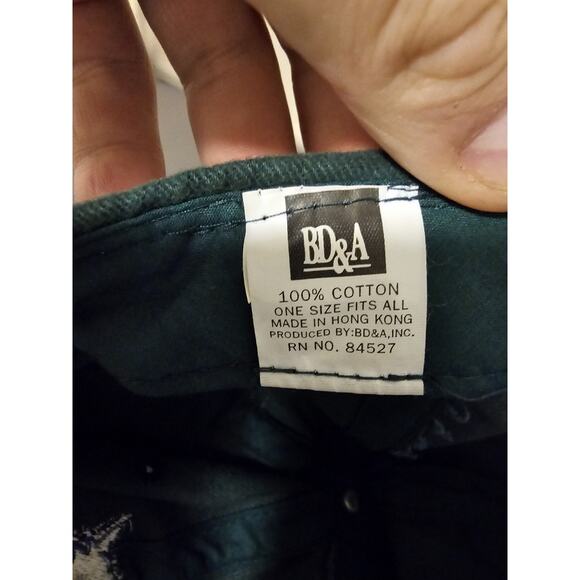 BD&A
100% COTTON
ONE SIZE FITS ALL
MADE IN HONG KONG
PRODUCED BY:BD&A,INC.
RN NO. 84527